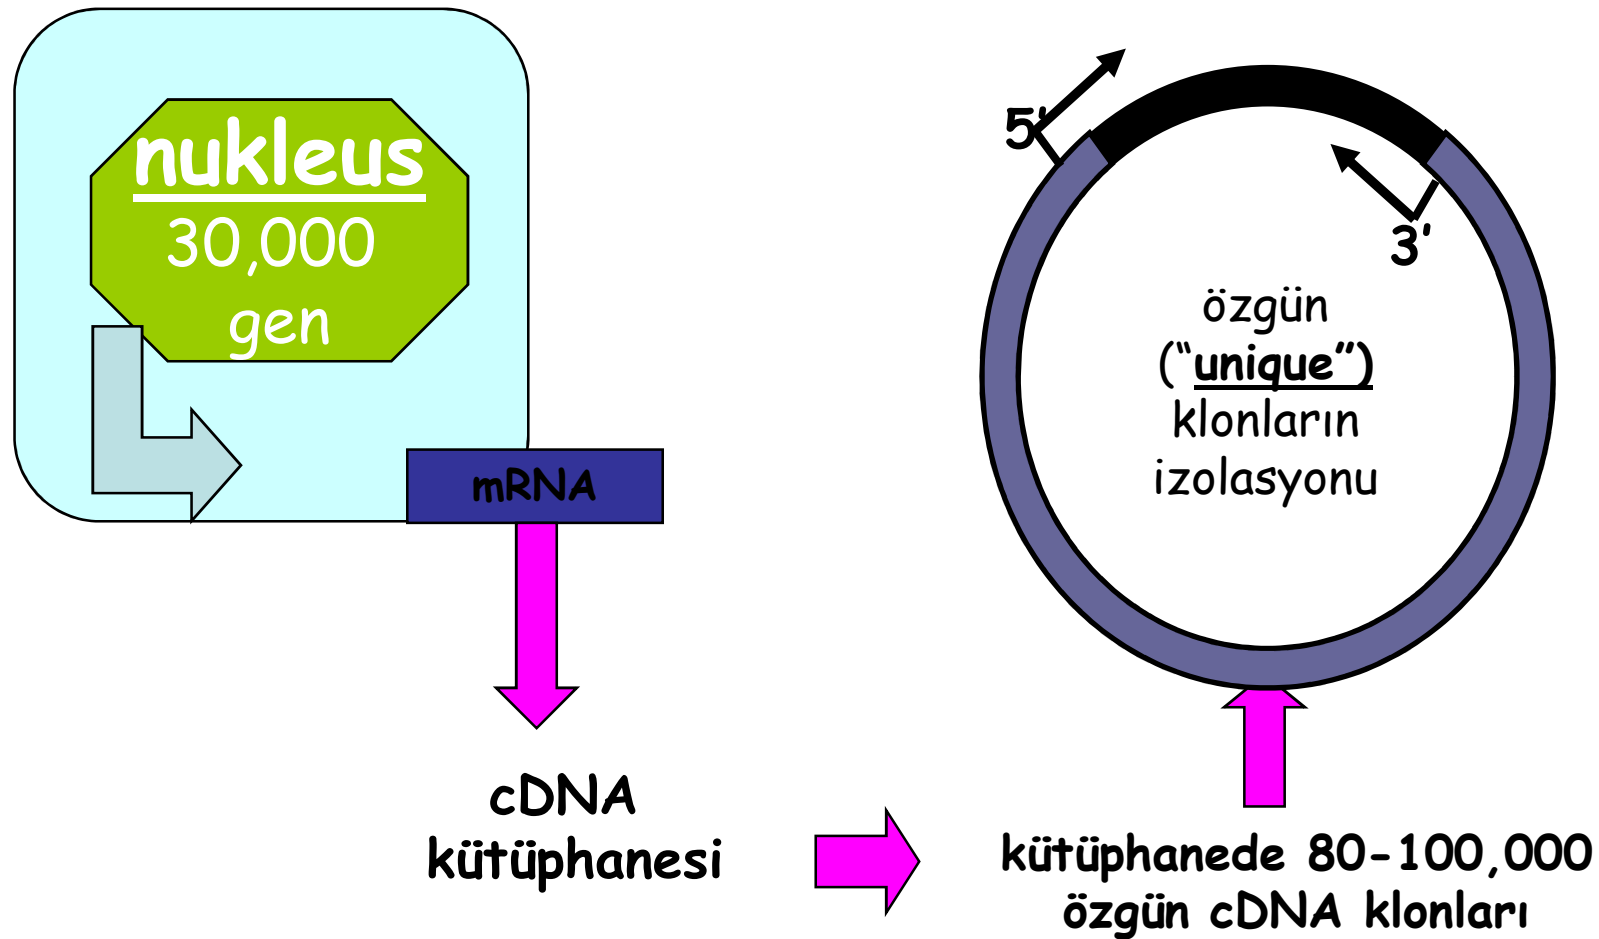 nukleus
30,000
gen
mRNA
cDNA
kütüphanesi
kütüphanede 80-100,000
özgün cDNA klonları
5'
3'
özgün
(“unique”)
klonların
izolasyonu